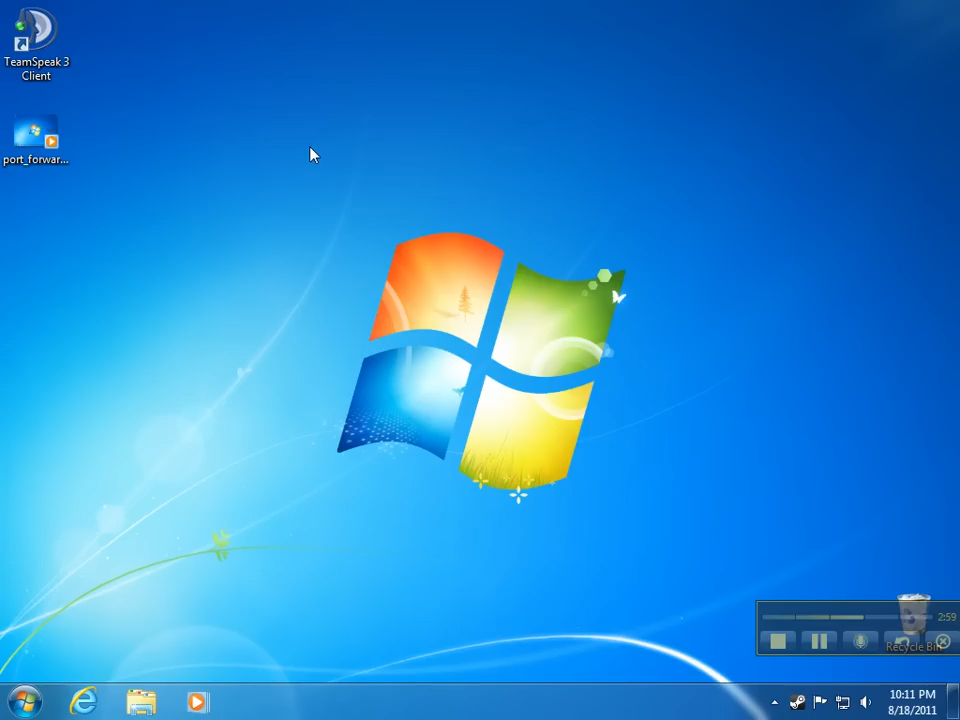 TeamSpeak 3
Client
port_forwar...
2:59
Recycle Bin
10:11 PM
8/18/2011